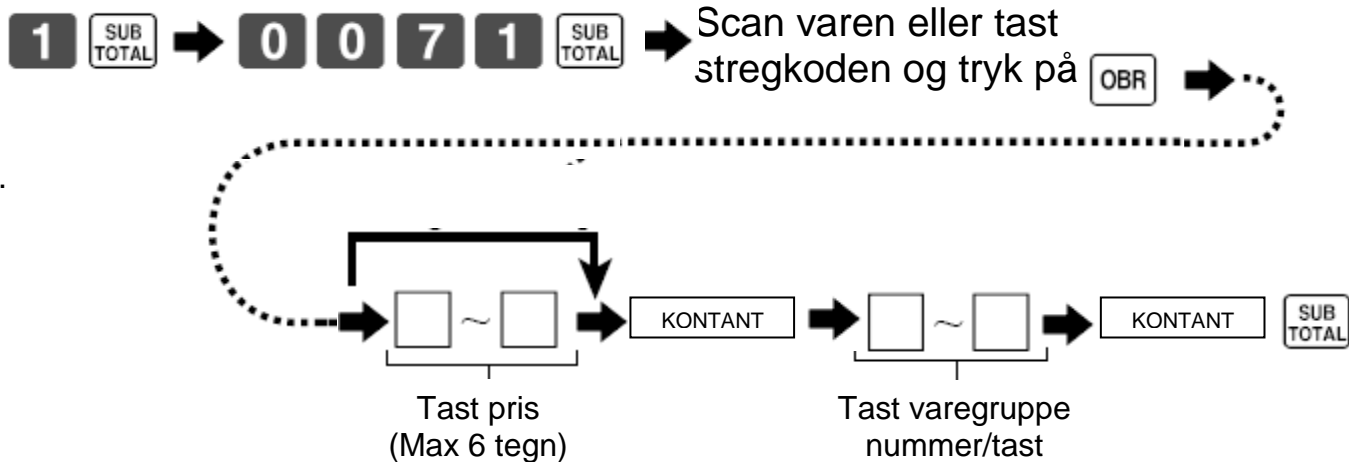 1 SUB TOTAL 0 0 7 1 SUB TOTAL Scan varen eller tast
stregkoden og tryk på OBR
.
~ KONTANT ~ KONTANT SUB TOTAL
Tast pris
(Max 6 tegn)
Tast varegruppe
nummer/tast